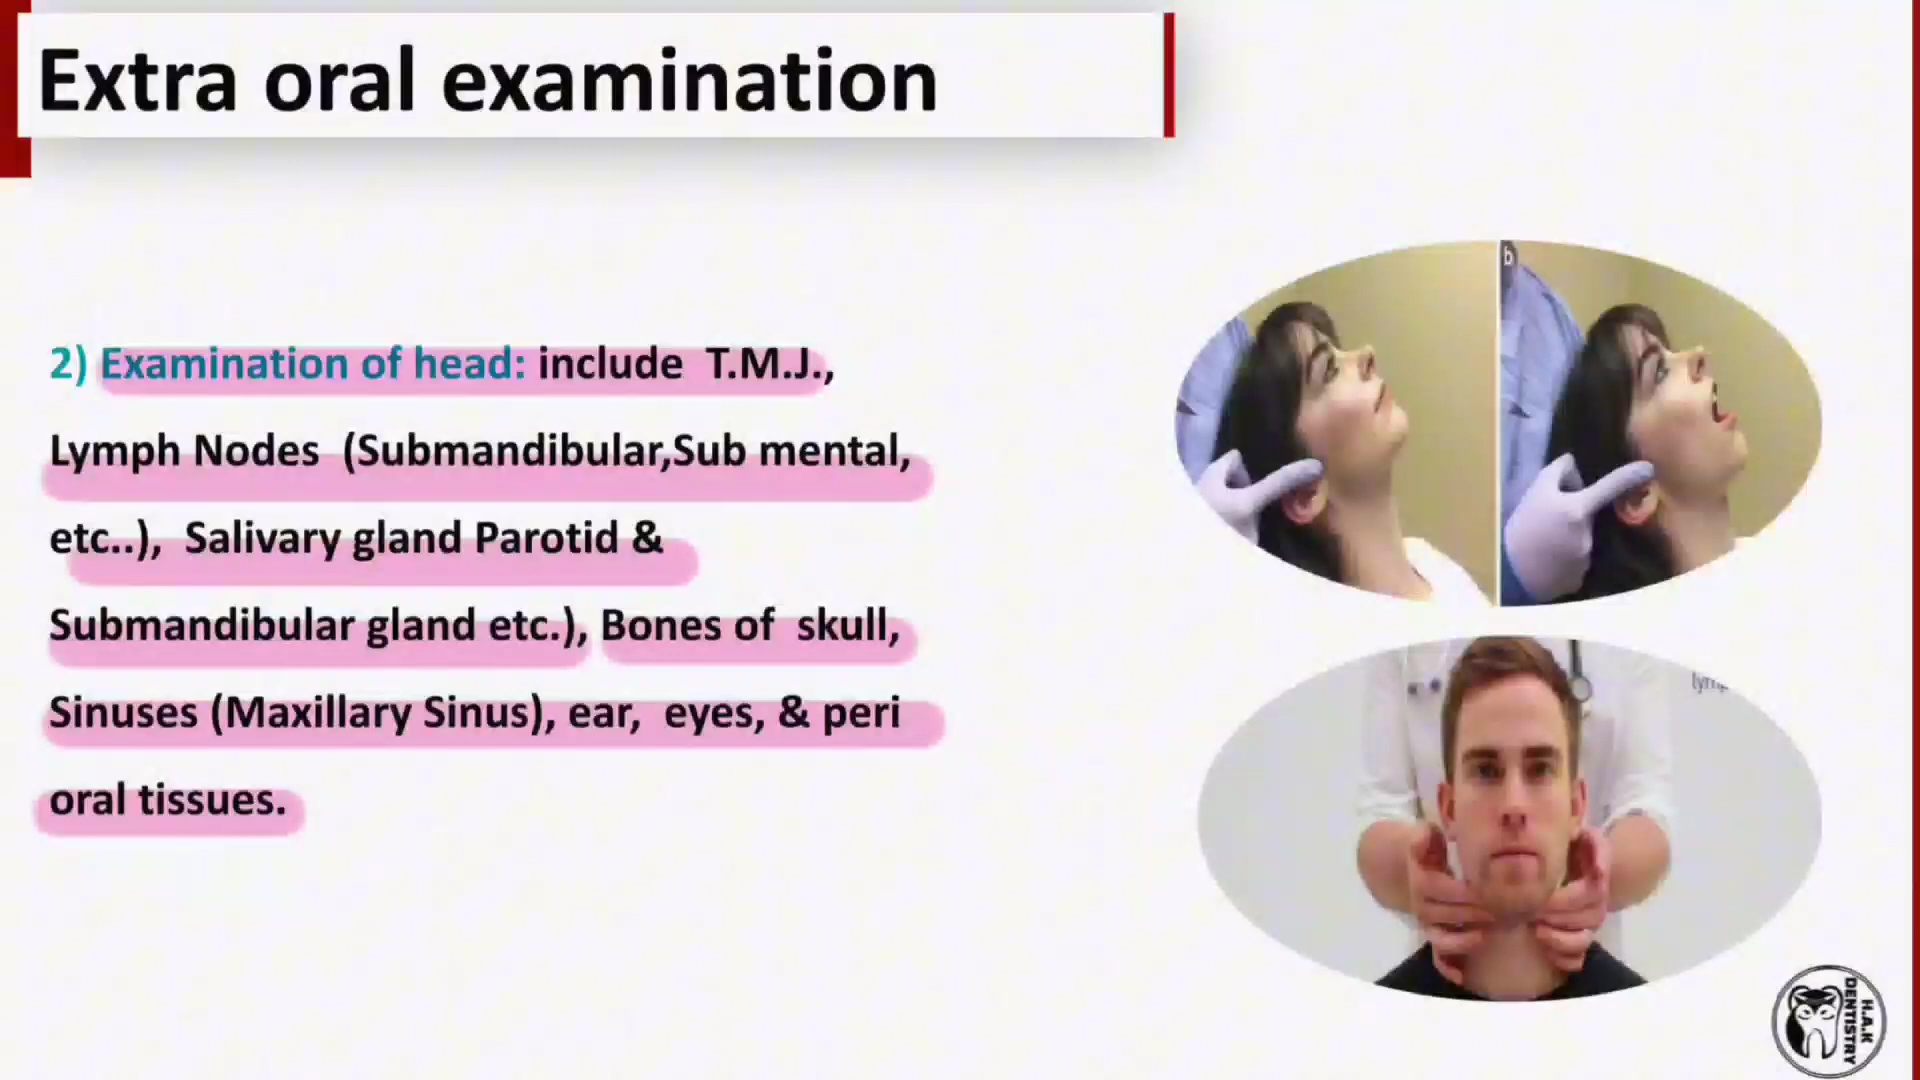 Extra oral examination
2) Examination of head: include T.M.J.,
Lymph Nodes (Submandibular,Sub mental,
etc..), Salivary gland Parotid &
Submandibular gland etc.), Bones of skull,
Sinuses (Maxillary Sinus), ear, eyes, & peri
oral tissues.
b
H.A.K
DENTISTRY